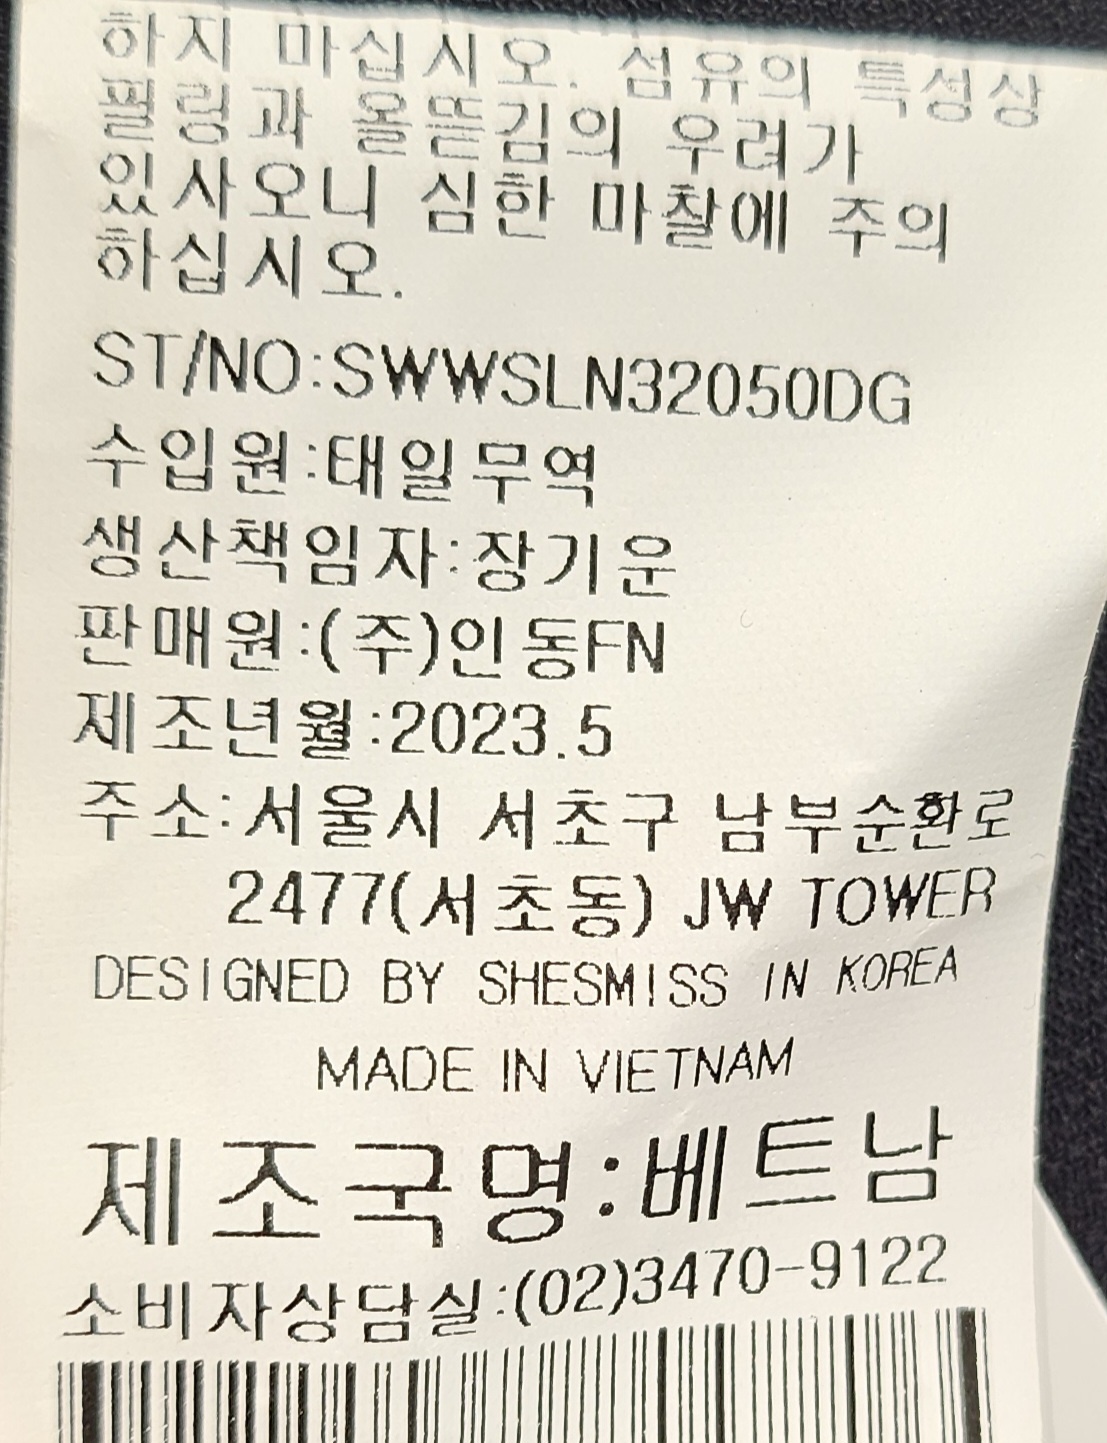 하지 마십시오. 섬유의 특성상
필링과 올뜯김의 우려가
있사오니 심한 마찰에 주의
하십시오.
ST/NO:SWWSLN32050DG
수입원:태일무역
생산책임자:장기운
판매원:(주)인동FN
제조년월:2023.5
주소:서울시 서초구 남부순환로
2477(서초동) JW TOWER
DESIGNED BY SHESMISS IN KOREA
MADE IN VIETNAM
제조국명:베트남
소비자상담실:(02)3470-9122